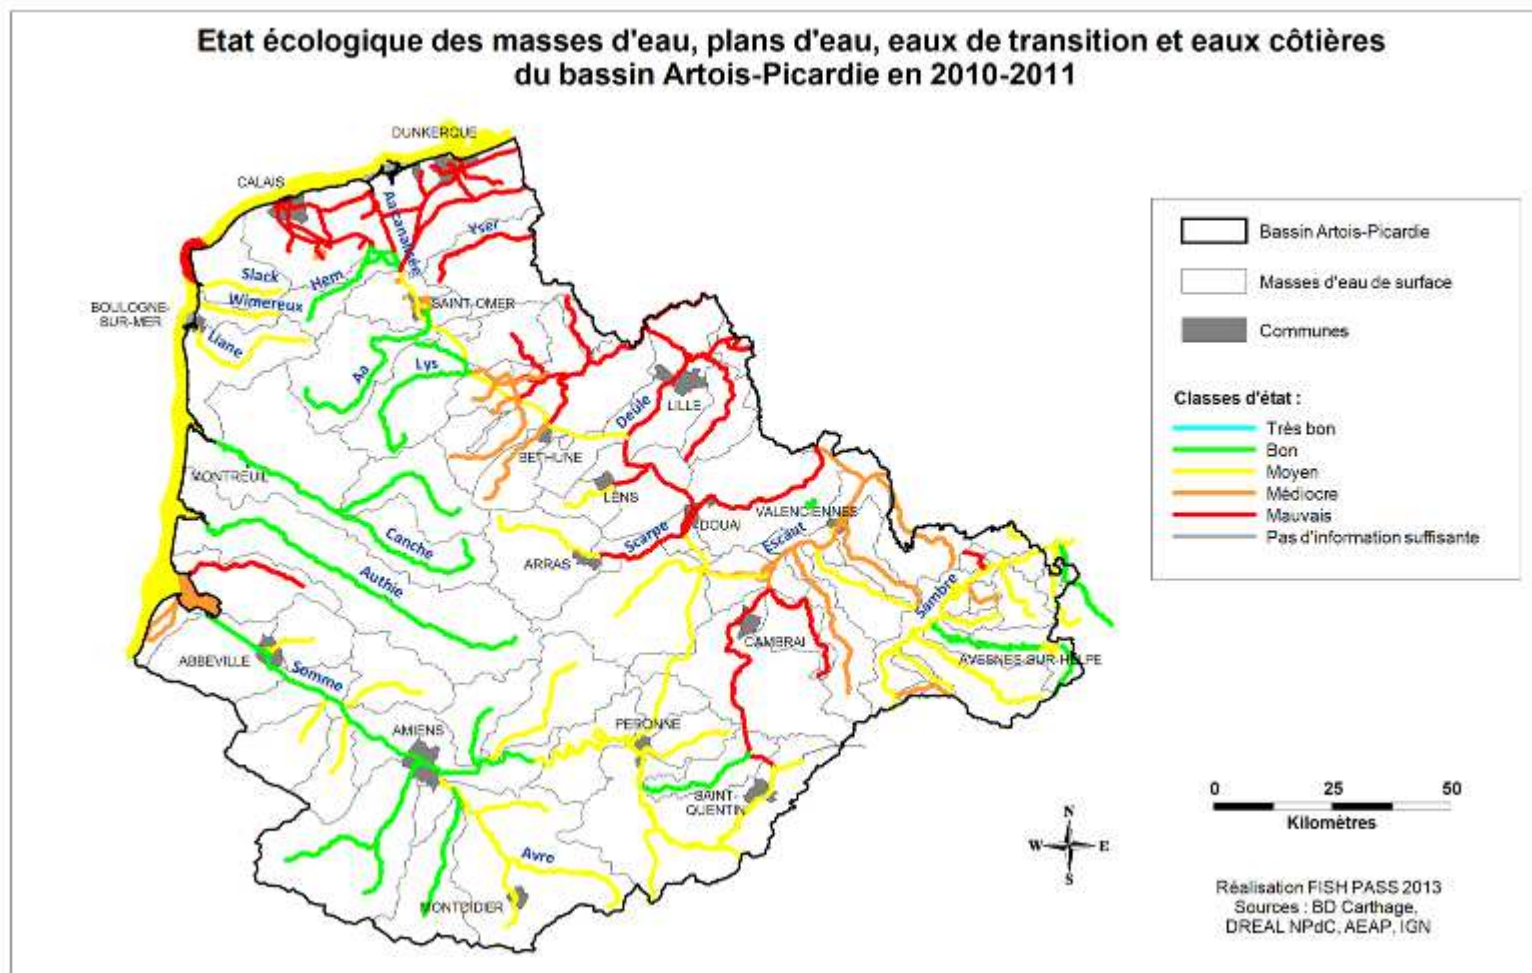 Etat écologique des masses d'eau, plans d'eau, eaux de transition et eaux côtières
du bassin Artois-Picardie en 2010-2011
DUNKERQUE
CALAIS
Aa canalisée
Yser
Slack
Hem
Wimereux
SAINT-OMER
BOULOGNE-
SUR-MER
Liane
Aa
Lys
LILLE
Deûle
BETHUNE
MONTREUIL
LENS
VALENCIENNES
DOUAI
Canche
Scarpe
Escaut
ARRAS
Authie
Sambre
CAMBRAI
ABBEVILLE
AVESNES-SUR-HELPE
Somme
AMIENS
PERONNE
SAINT-
QUENTIN
Avre
MONTDIDIER
Bassin Artois-Picardie
Masses d'eau de surface
Communes
Classes d'état :
Très bon
Bon
Moyen
Médiocre
Mauvais
Pas d'information suffisante
0 25 50
Kilomètres
N
W E
S
Réalisation FISH PASS 2013
Sources : BD Carthage,
DREAL NPdC, AEAP, IGN